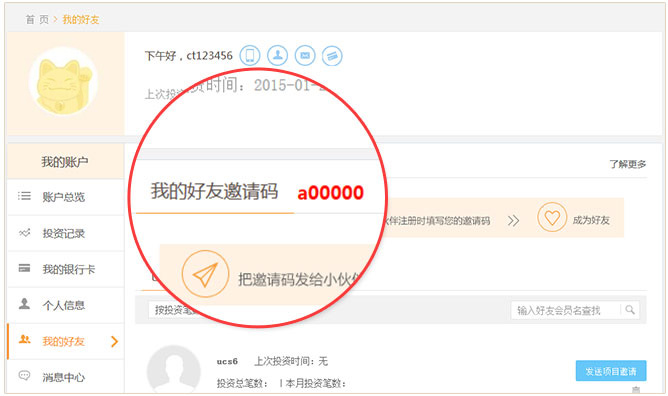 首 页 > 我的好友
下午好，ct123456
上次投资时间：2015-01-
我的账户
了解更多
账户总览
我的好友邀请码 a00000
投资记录
伙伴注册时填写您的邀请码 >> 成为好友
我的银行卡
把邀请码发给小伙伴
个人信息
按投资笔数
输入好友会员名查找
我的好友
ucs6 上次投资时间：无
发送项目邀请
消息中心
投资总笔数： | 本月投资笔数：